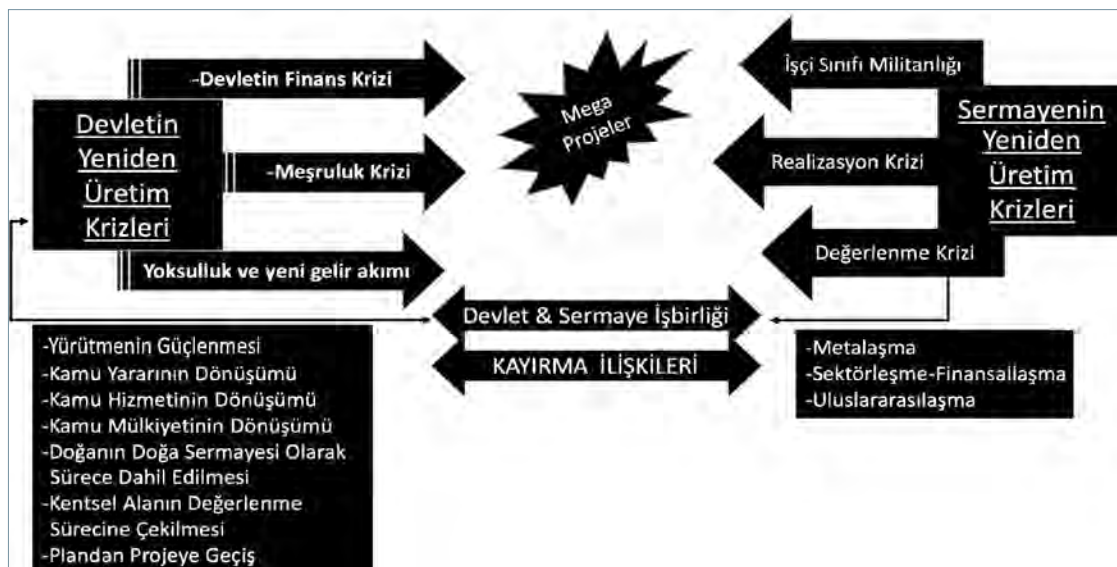 -Devletin Finans Krizi
Devletin
Yeniden
Üretim
Krizleri
-Meşruluk Krizi
Yoksulluk ve yeni gelir akımı
Mega
Projeler
İşçi Sınıfı Militanlığı
Sermayenin
Yeniden
Üretim
Krizleri
Realizasyon Krizi
Değerlenme Krizi
Devlet & Sermaye İşbirliği
KAYIRMA İLİŞKİLERİ
-Yürütmenin Güçlenmesi
-Kamu Yararının Dönüşümü
-Kamu Hizmetinin Dönüşümü
-Kamu Mülkiyetinin Dönüşümü
-Doğanın Doğa Sermayesi Olarak
Sürece Dahil Edilmesi
-Kentsel Alanın Değerlenme
Sürecine Çekilmesi
-Plandan Projeye Geçiş
-Metalaşma
-Sektörleşme-Finansallaşma
-Uluslararasılaşma